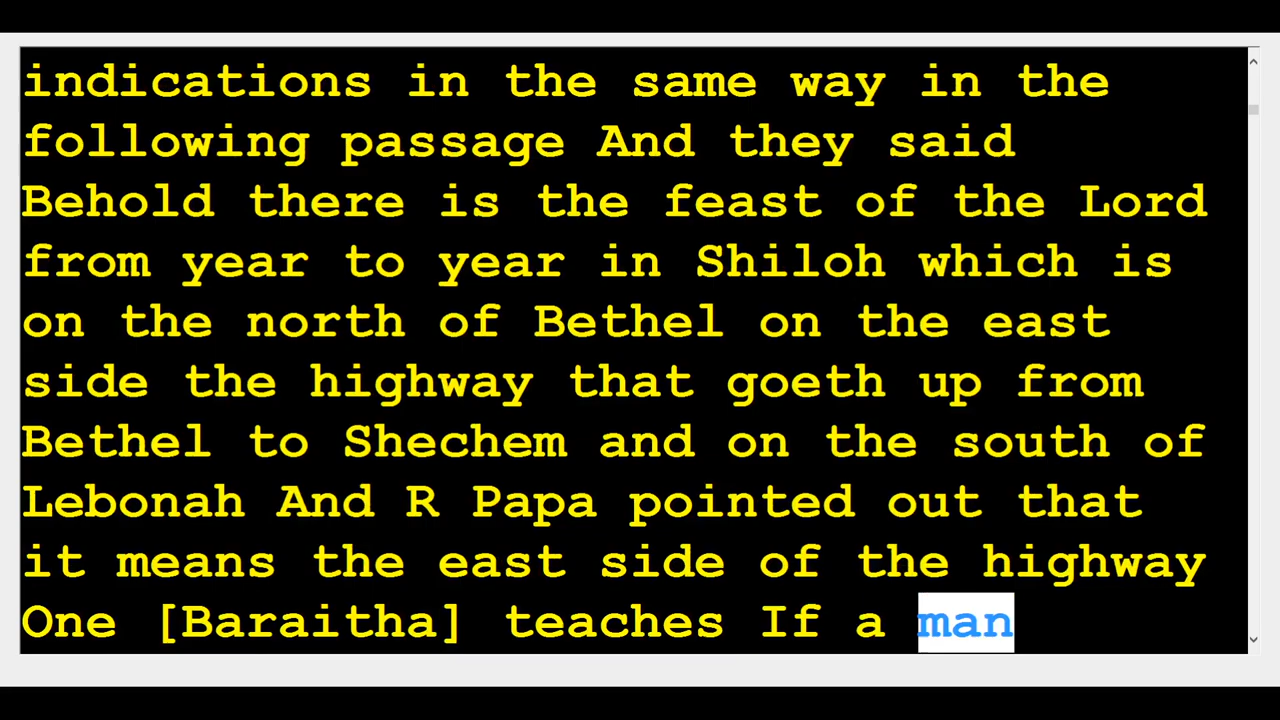 indications in the same way in the
following passage And they said
Behold there is the feast of the Lord
from year to year in Shiloh which is
on the north of Bethel on the east
side the highway that goeth up from
Bethel to Shechem and on the south of
Lebonah And R Papa pointed out that
it means the east side of the highway
One [Baraitha] teaches If a man